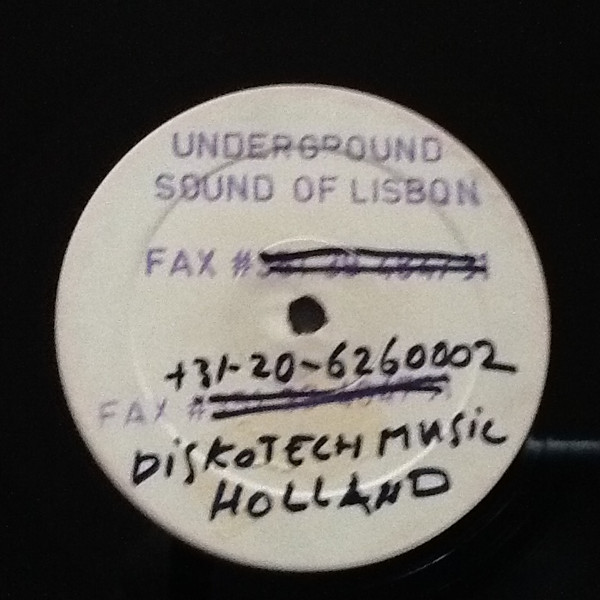 UNDERGROUND
SOUND OF LISBON
FAX #
+31-20-6260002
FAX #
DiSKOTECH MUSiC
HOLLAND